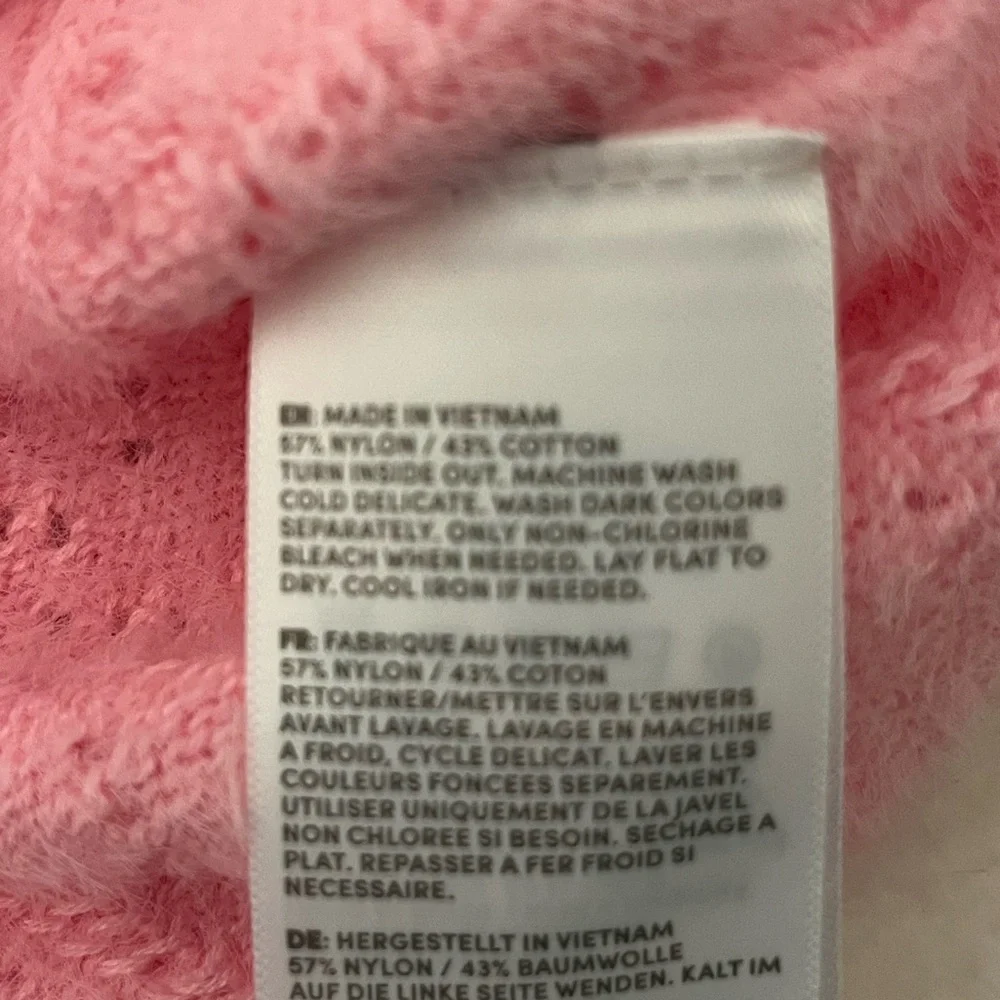 EN: MADE IN VIETNAM
57% NYLON / 43% COTTON
TURN INSIDE OUT. MACHINE WASH
COLD DELICATE. WASH DARK COLORS
SEPARATELY. ONLY NON-CHLORINE
BLEACH WHEN NEEDED. LAY FLAT TO
DRY. COOL IRON IF NEEDED.
FR: FABRIQUE AU VIETNAM
57% NYLON / 43% COTON
RETOURNER/METTRE SUR L'ENVERS
AVANT LAVAGE. LAVAGE EN MACHINE
A FROID, CYCLE DELICAT. LAVER LES
COULEURS FONCEES SEPAREMENT.
UTILISER UNIQUEMENT DE LA JAVEL
NON CHLOREE SI BESOIN. SECHAGE A
PLAT. REPASSER A FER FROID SI
NECESSAIRE.
DE: HERGESTELLT IN VIETNAM
57% NYLON / 43% BAUMWOLLE
AUF DIE LINKE SEITE WENDEN. KALT IM